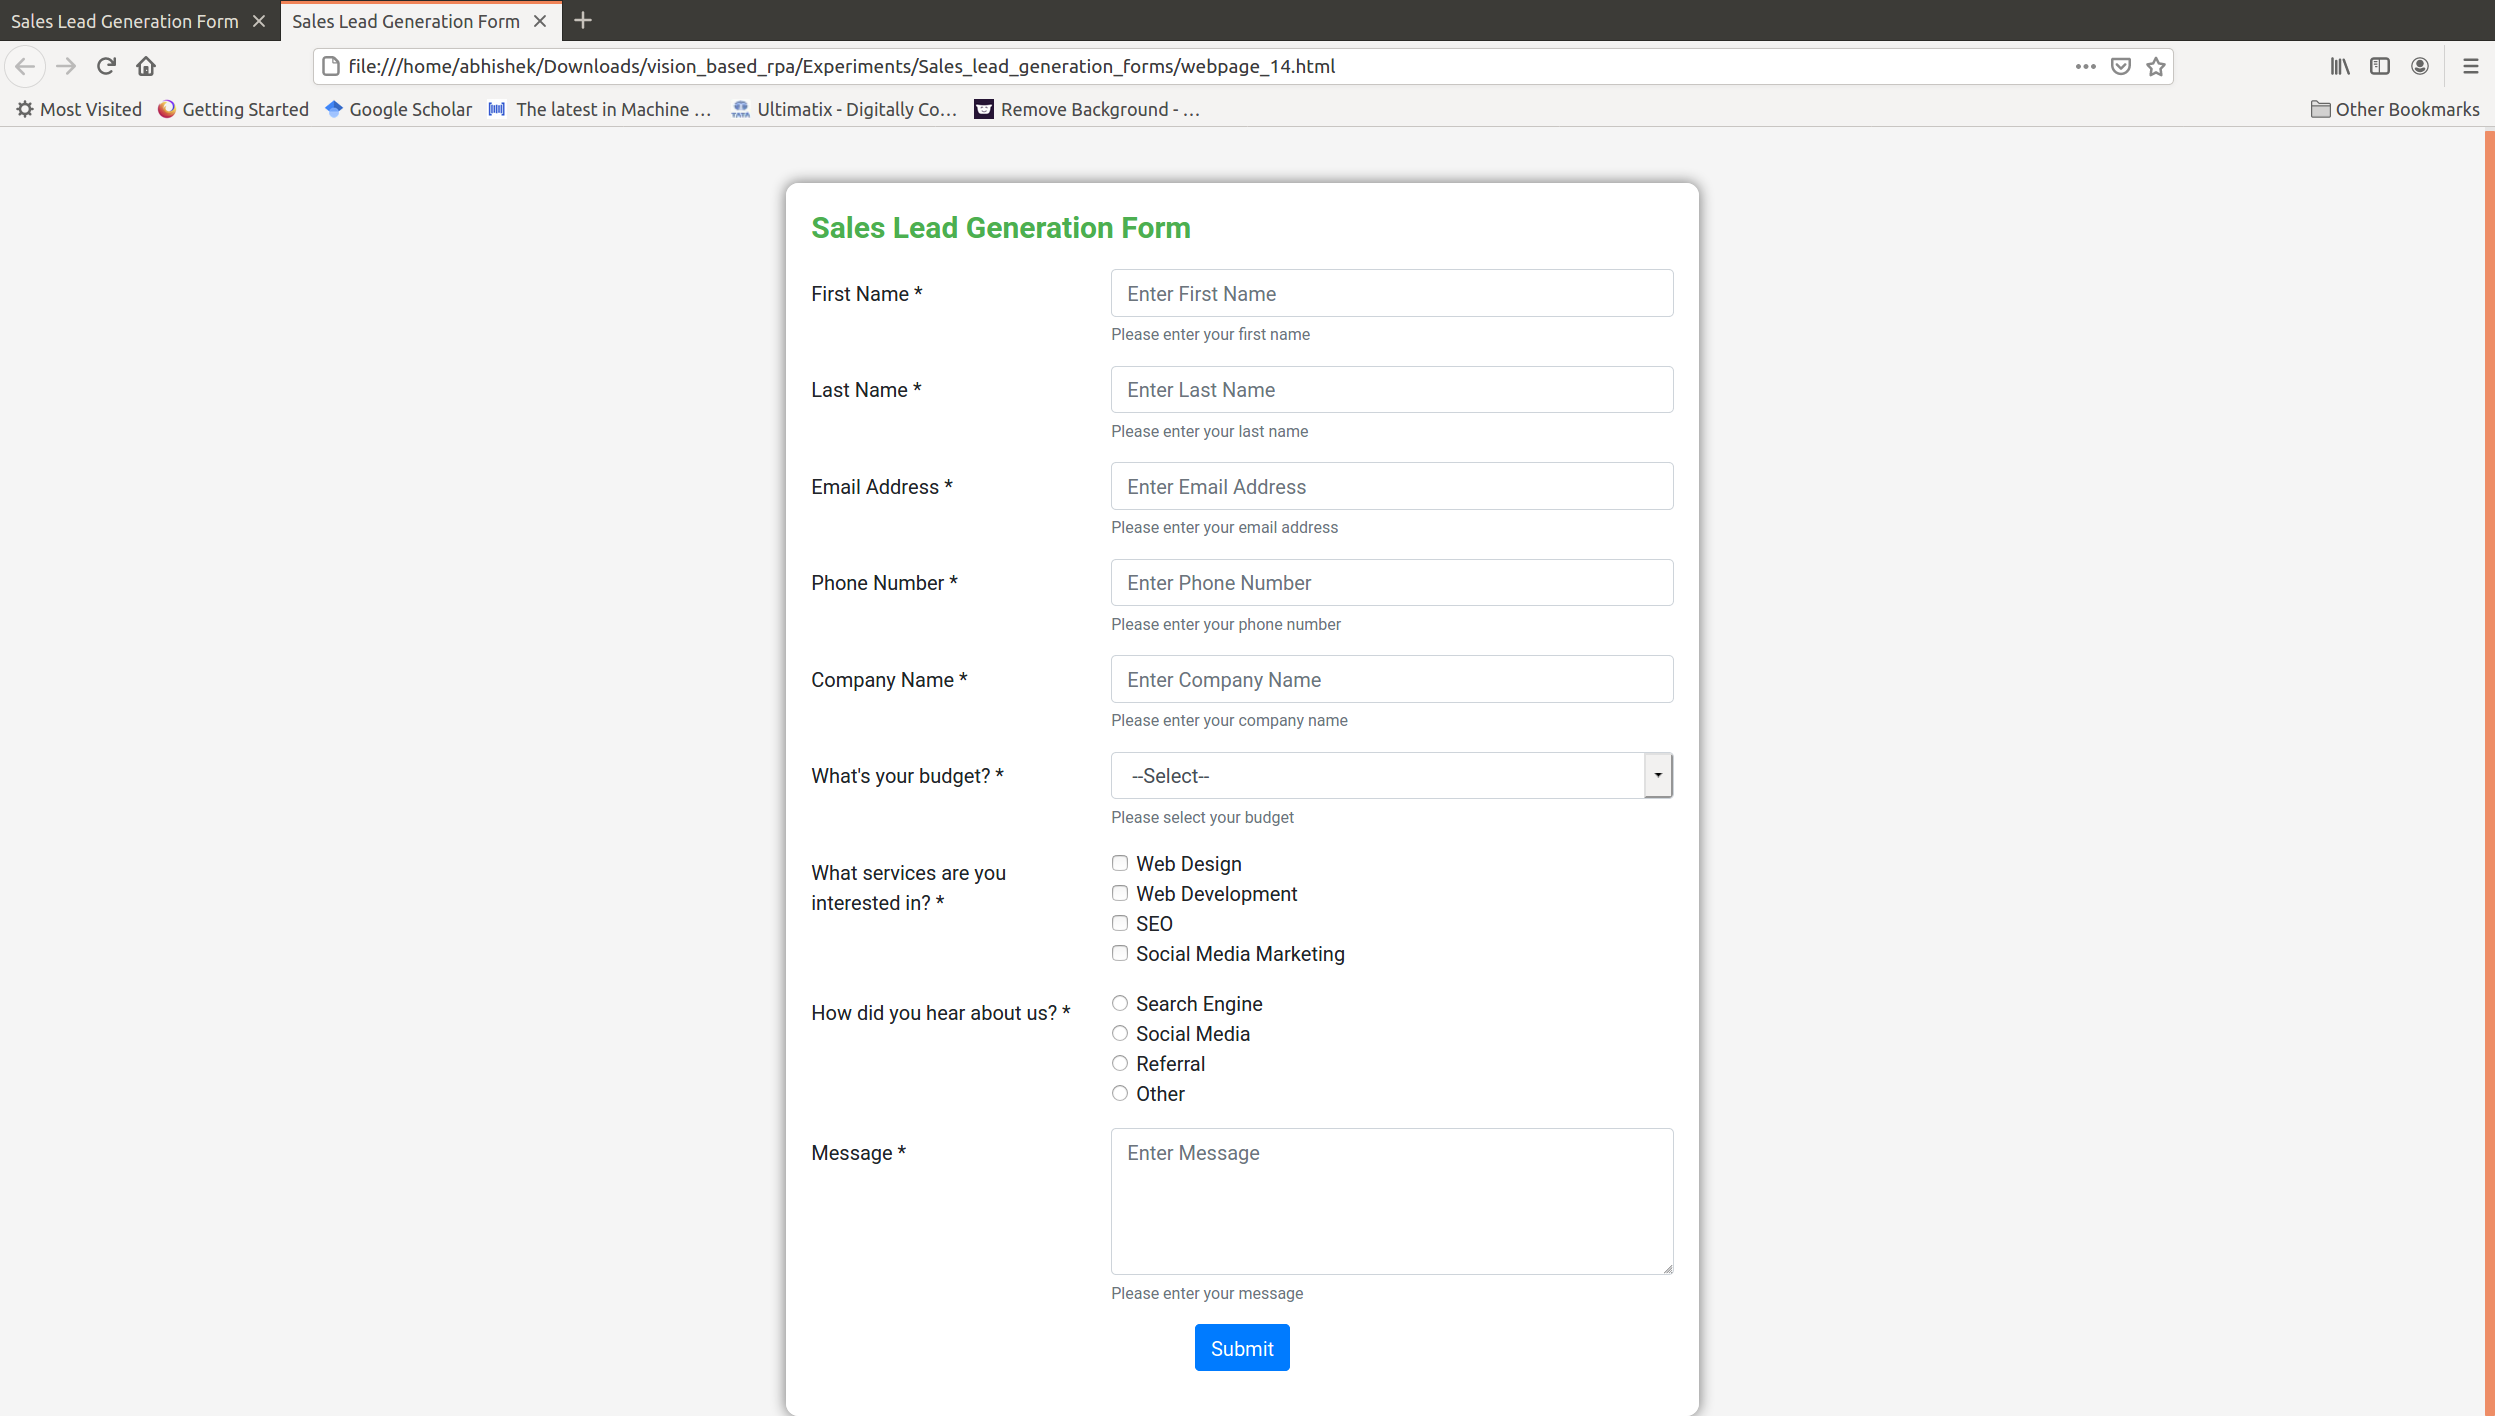 Sales Lead Generation Form
Sales Lead Generation Form
file:///home/abhishek/Downloads/vision_based_rpa/Experiments/Sales_lead_generation_forms/webpage_14.html
Most Visited Getting Started Google Scholar The latest in Machine … Ultimatix - Digitally Co… Remove Background - … Other Bookmarks
Sales Lead Generation Form
First Name *
Enter First Name
Please enter your first name
Last Name *
Enter Last Name
Please enter your last name
Email Address *
Enter Email Address
Please enter your email address
Phone Number *
Enter Phone Number
Please enter your phone number
Company Name *
Enter Company Name
Please enter your company name
What's your budget? *
--Select--
Please select your budget
What services are you
interested in? *
Web Design
Web Development
SEO
Social Media Marketing
How did you hear about us? *
Search Engine
Social Media
Referral
Other
Message *
Enter Message
Please enter your message
Submit